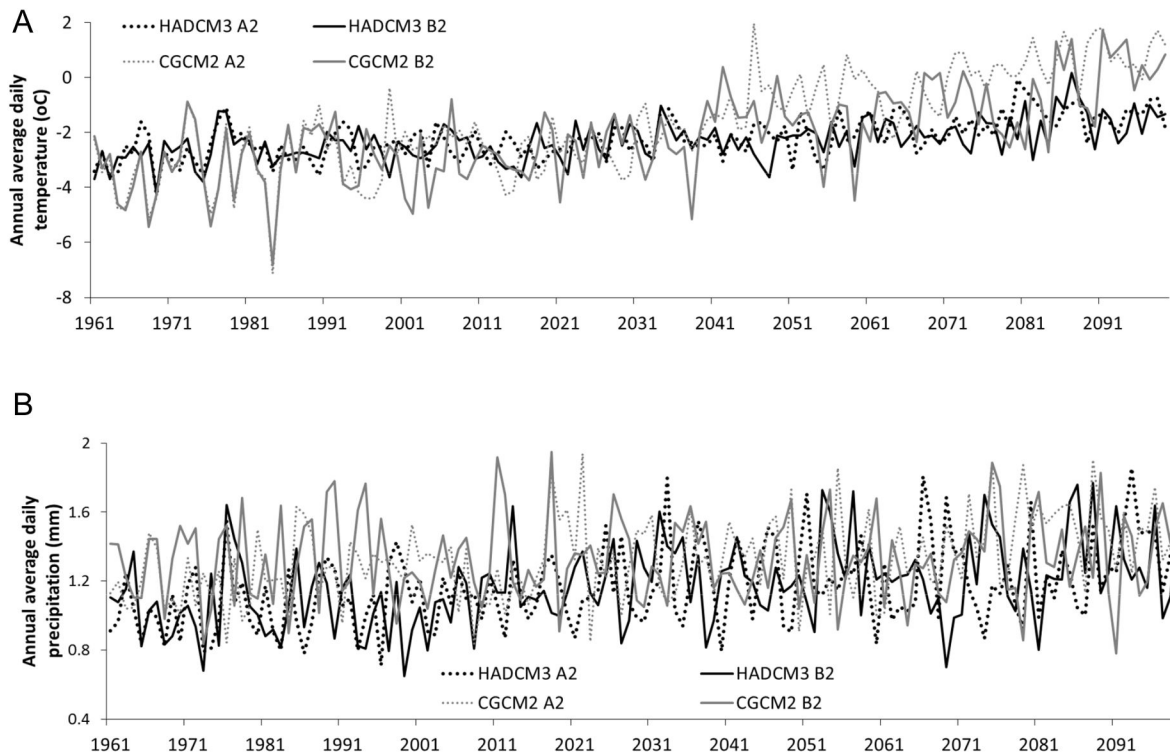 A
HADCM3 A2
HADCM3 B2
CGCM2 A2
CGCM2 B2
Annual average daily
temperature (oC)
2
0
-2
-4
-6
-8
1961 1971 1981 1991 2001 2011 2021 2031 2041 2051 2061 2071 2081 2091
B
Annual average daily
precipitation (mm)
2
1.6
1.2
0.8
0.4
HADCM3 A2
HADCM3 B2
CGCM2 A2
CGCM2 B2
1961 1971 1981 1991 2001 2011 2021 2031 2041 2051 2061 2071 2081 2091